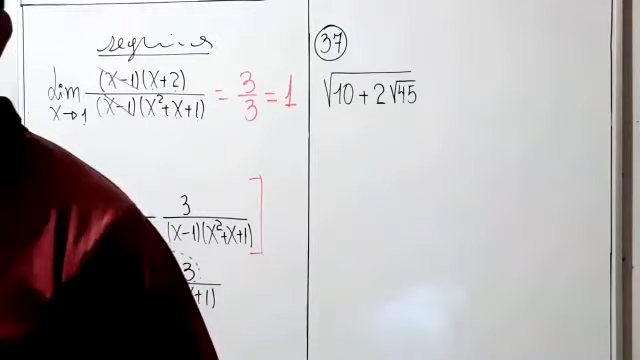 lim (x-1)(x+2) / (x-1)(x²+x+1) = 3/3 = 1
x→1
- 3 / (x-1)(x²+x+1) ]
3
+1)
37
√(10 + 2√45)